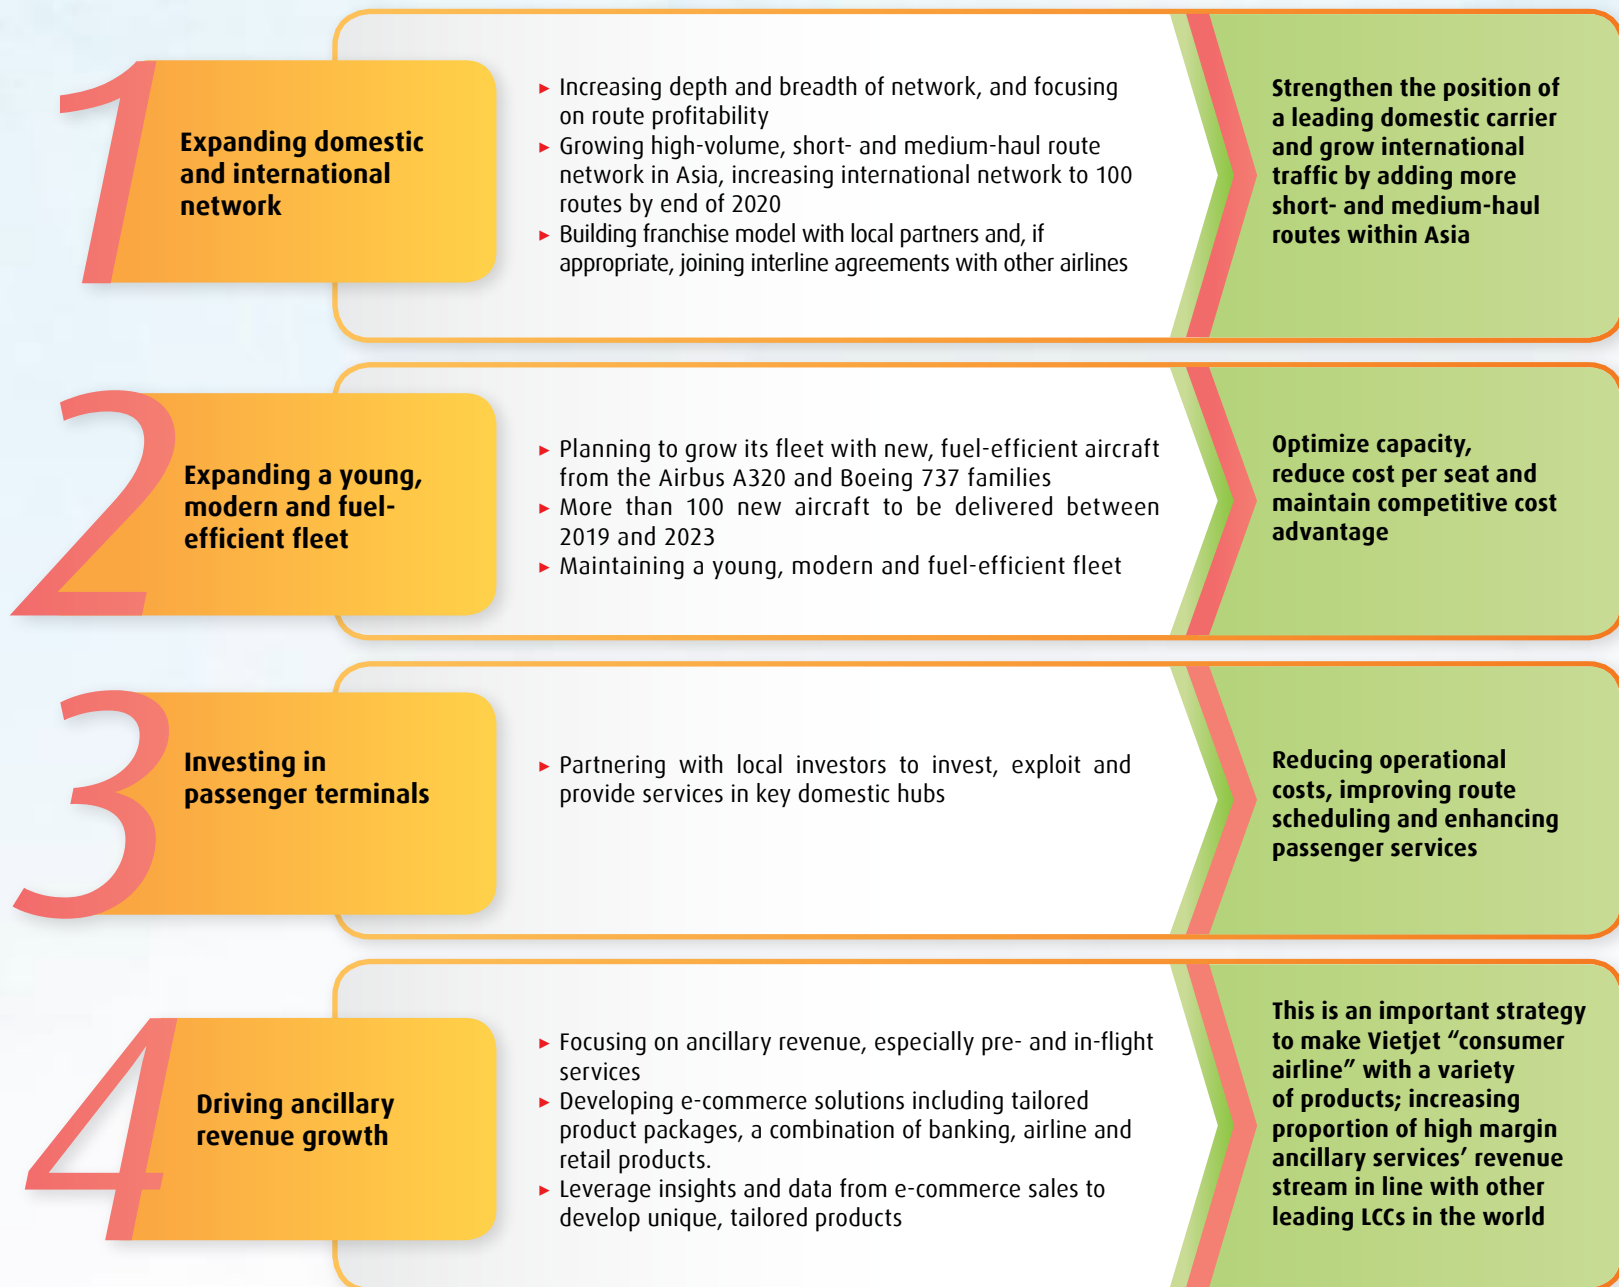 1
Expanding domestic
and international
network
► Increasing depth and breadth of network, and focusing
on route profitability
► Growing high-volume, short- and medium-haul route
network in Asia, increasing international network to 100
routes by end of 2020
► Building franchise model with local partners and, if
appropriate, joining interline agreements with other airlines
Strengthen the position of
a leading domestic carrier
and grow international
traffic by adding more
short- and medium-haul
routes within Asia
2
Expanding a young,
modern and fuel-
efficient fleet
► Planning to grow its fleet with new, fuel-efficient aircraft
from the Airbus A320 and Boeing 737 families
► More than 100 new aircraft to be delivered between
2019 and 2023
► Maintaining a young, modern and fuel-efficient fleet
Optimize capacity,
reduce cost per seat and
maintain competitive cost
advantage
3
Investing in
passenger terminals
► Partnering with local investors to invest, exploit and
provide services in key domestic hubs
Reducing operational
costs, improving route
scheduling and enhancing
passenger services
4
Driving ancillary
revenue growth
► Focusing on ancillary revenue, especially pre- and in-flight
services
► Developing e-commerce solutions including tailored
product packages, a combination of banking, airline and
retail products.
► Leverage insights and data from e-commerce sales to
develop unique, tailored products
This is an important strategy
to make Vietjet “consumer
airline” with a variety
of products; increasing
proportion of high margin
ancillary services’ revenue
stream in line with other
leading LCCs in the world